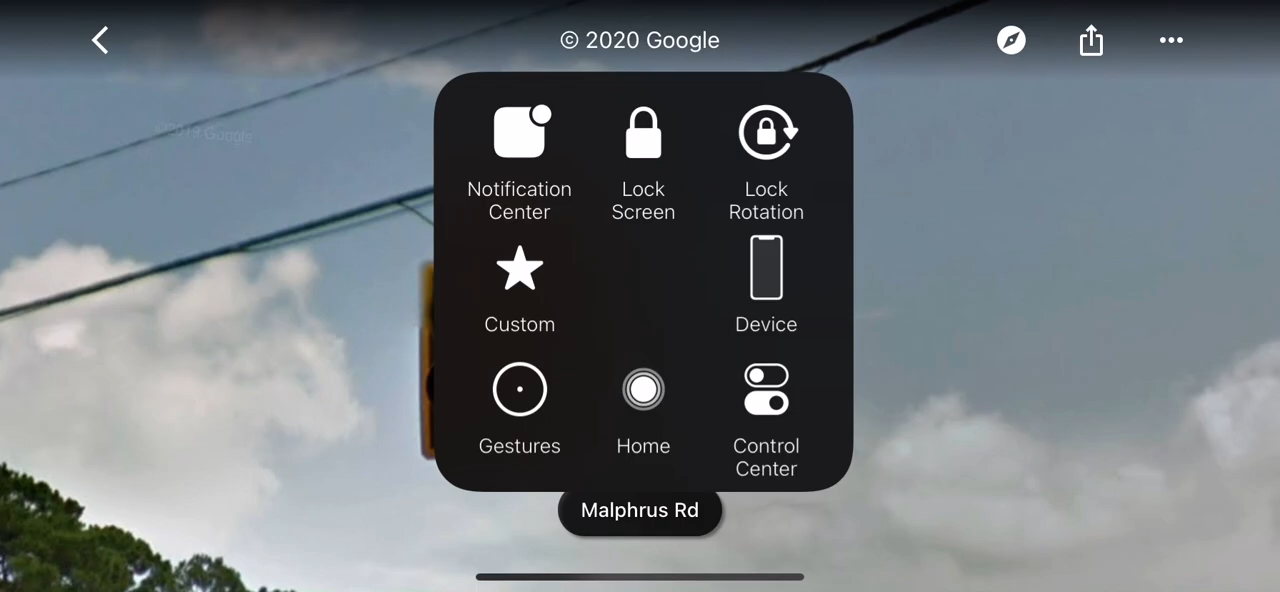 © 2020 Google
©2019 Google
Notification
Center
Lock
Screen
Lock
Rotation
Custom
Device
Gestures
Home
Control
Center
Malphrus Rd